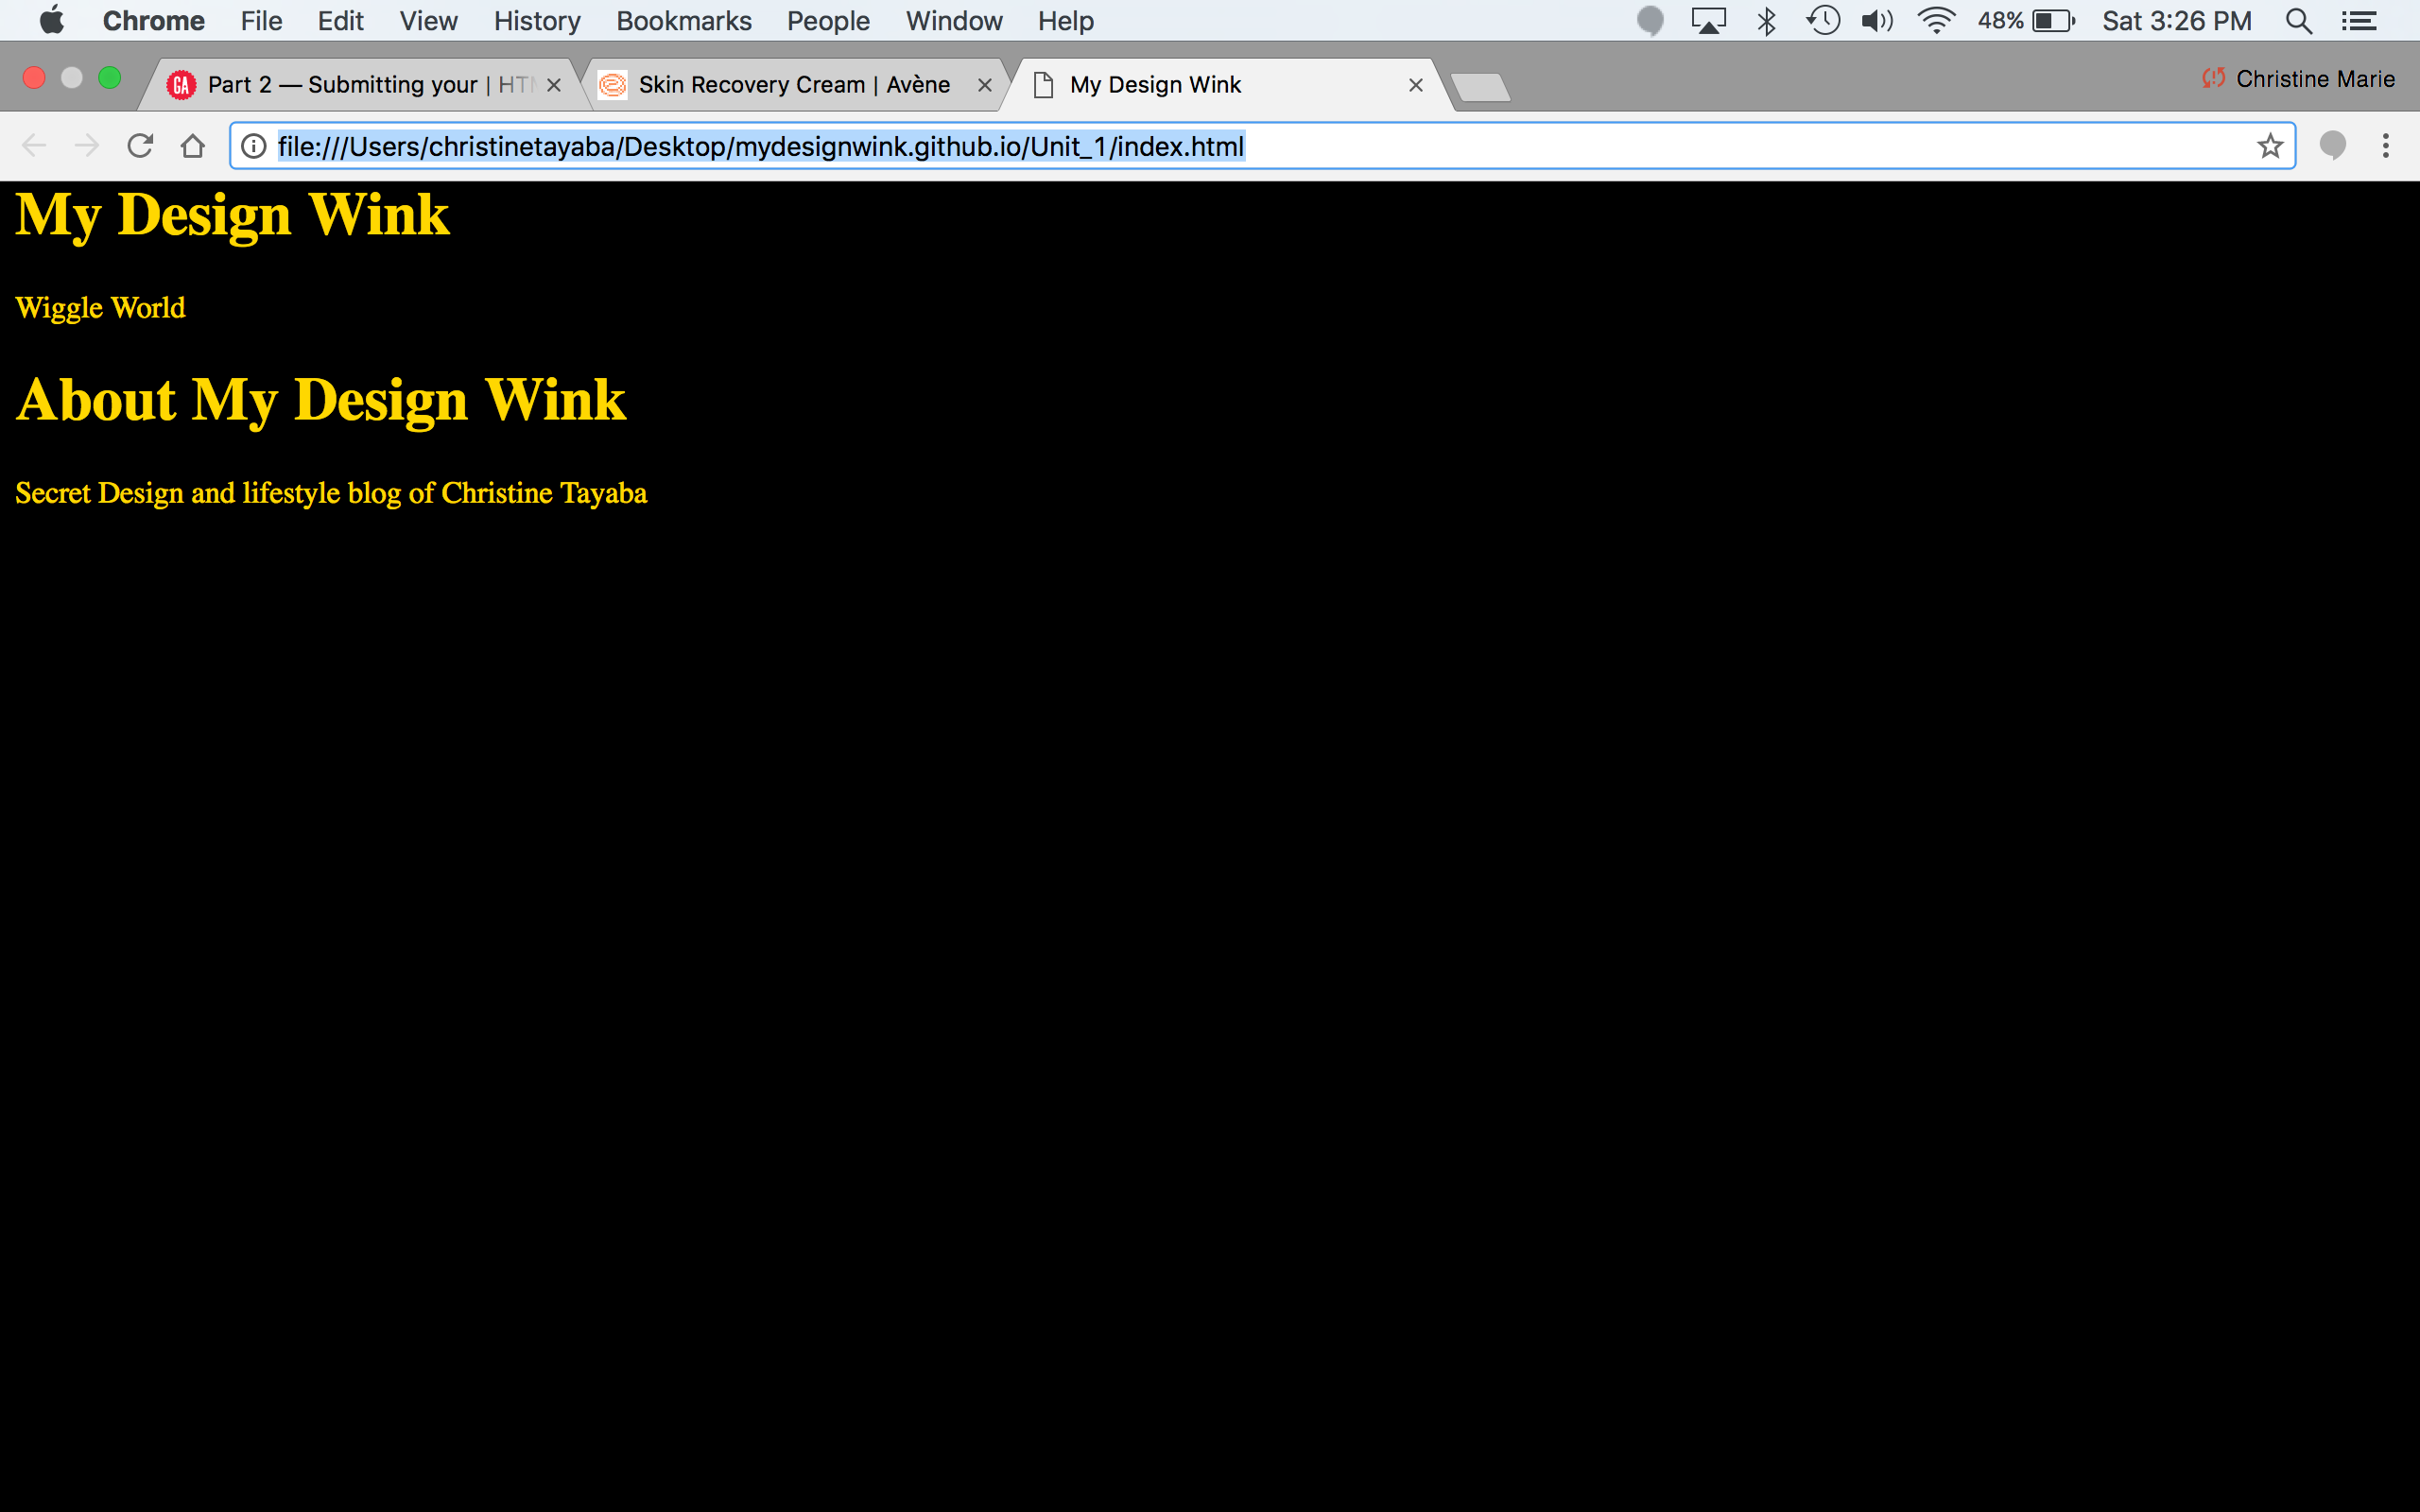 Chrome File Edit View History Bookmarks People Window Help 48% Sat 3:26 PM
GA Part 2 — Submitting your | HTM Skin Recovery Cream | Avène My Design Wink Christine Marie
file:///Users/christinetayaba/Desktop/mydesignwink.github.io/Unit_1/index.html
My Design Wink
Wiggle World
About My Design Wink
Secret Design and lifestyle blog of Christine Tayaba